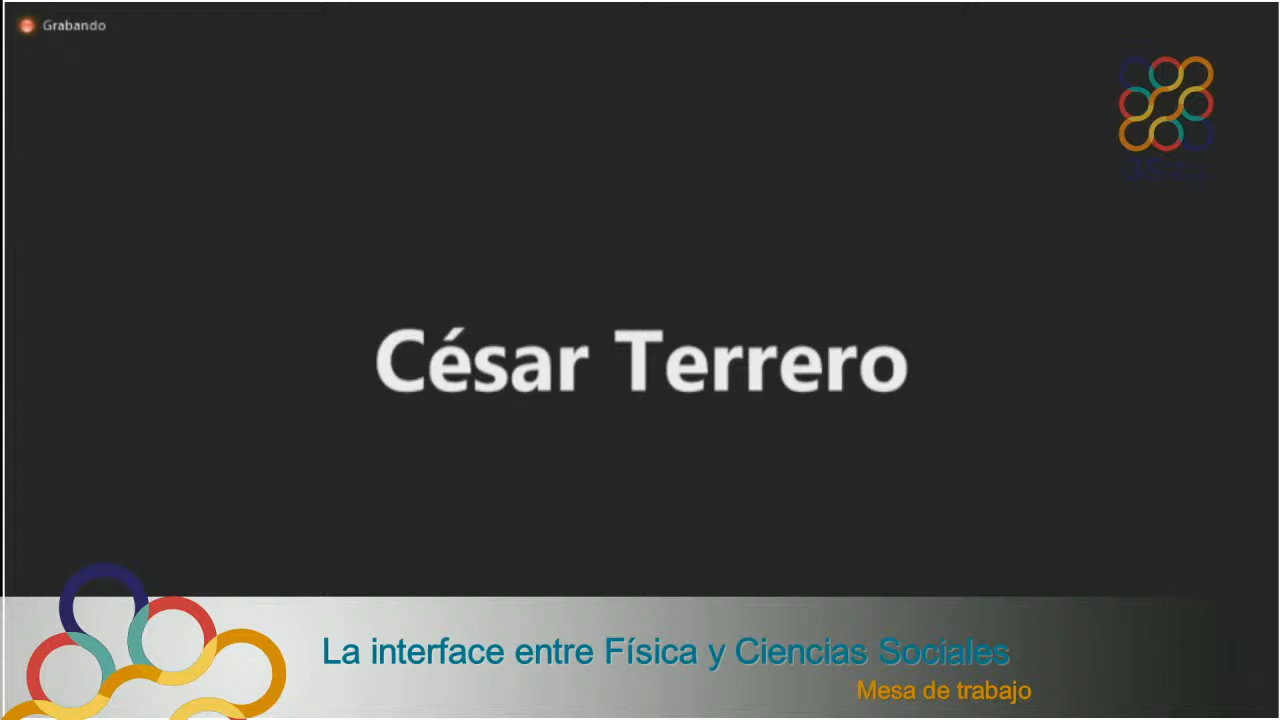 Grabando
César Terrero
La interface entre Física y Ciencias Sociales
Mesa de trabajo